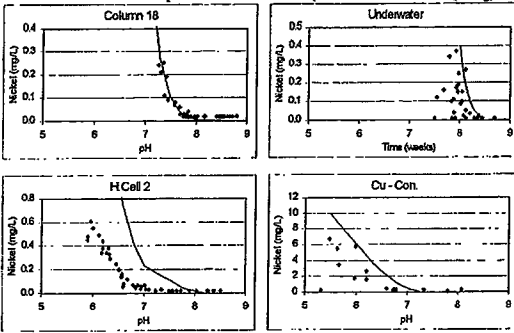 Column 18
Nickel (mg/L)
0.4
0.3
0.2
0.1
0.0
5 6 7 8 9
pH
Underwater
Nickel (mg/L)
0.5
0.4
0.3
0.2
0.1
0.0
5 6 7 8 9
Time (weeks)
H.Cell 2
Nickel (mg/L)
0.8
0.6
0.4
0.2
0.0
5 6 7 8 9
pH
Cu - Con.
Nickel (mg/L)
12
10
8
6
4
2
0
5 6 7 8 9
pH